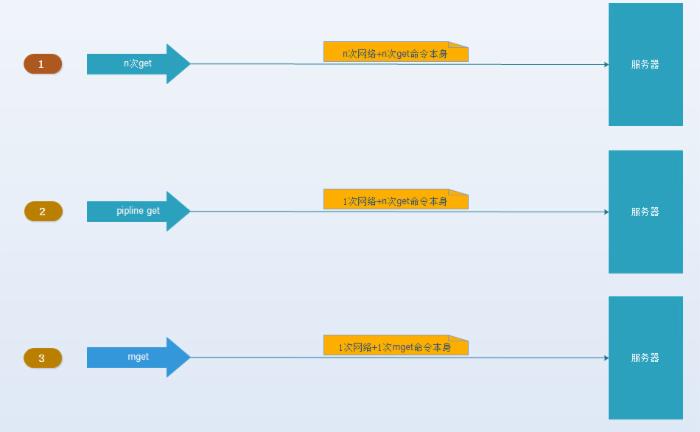 1
n次get
n次网络+n次get命令本身
服务器
2
pipline get
1次网络+n次get命令本身
服务器
3
mget
1次网络+1次mget命令本身
服务器